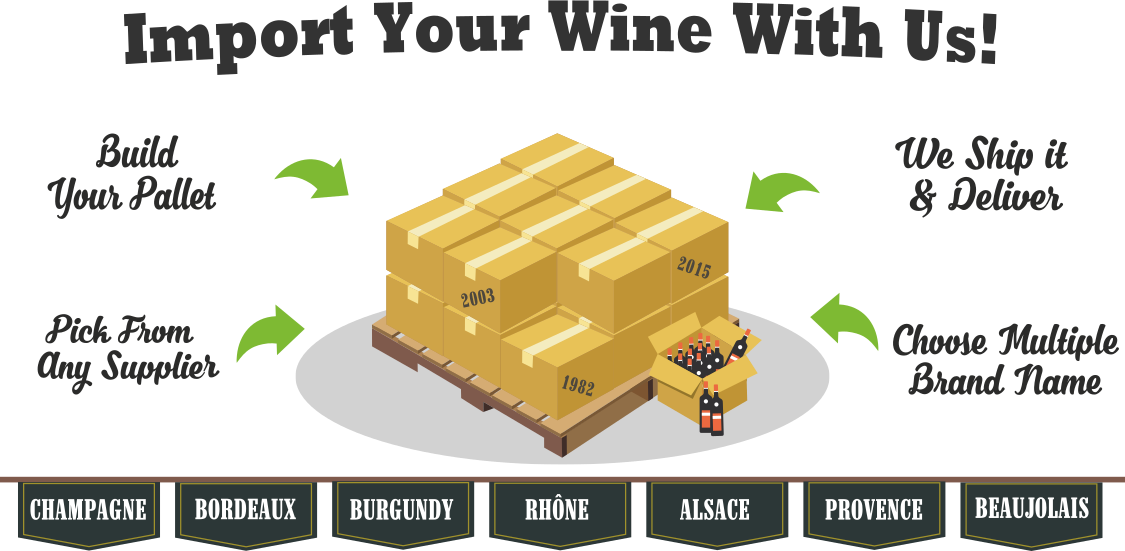 Import Your Wine With Us!
Build
Your Pallet
We Ship it
& Deliver
2015
2003
Pick From
Any Supplier
Choose Multiple
Brand Name
1982
CHAMPAGNE
BORDEAUX
BURGUNDY
RHÔNE
ALSACE
PROVENCE
BEAUJOLAIS